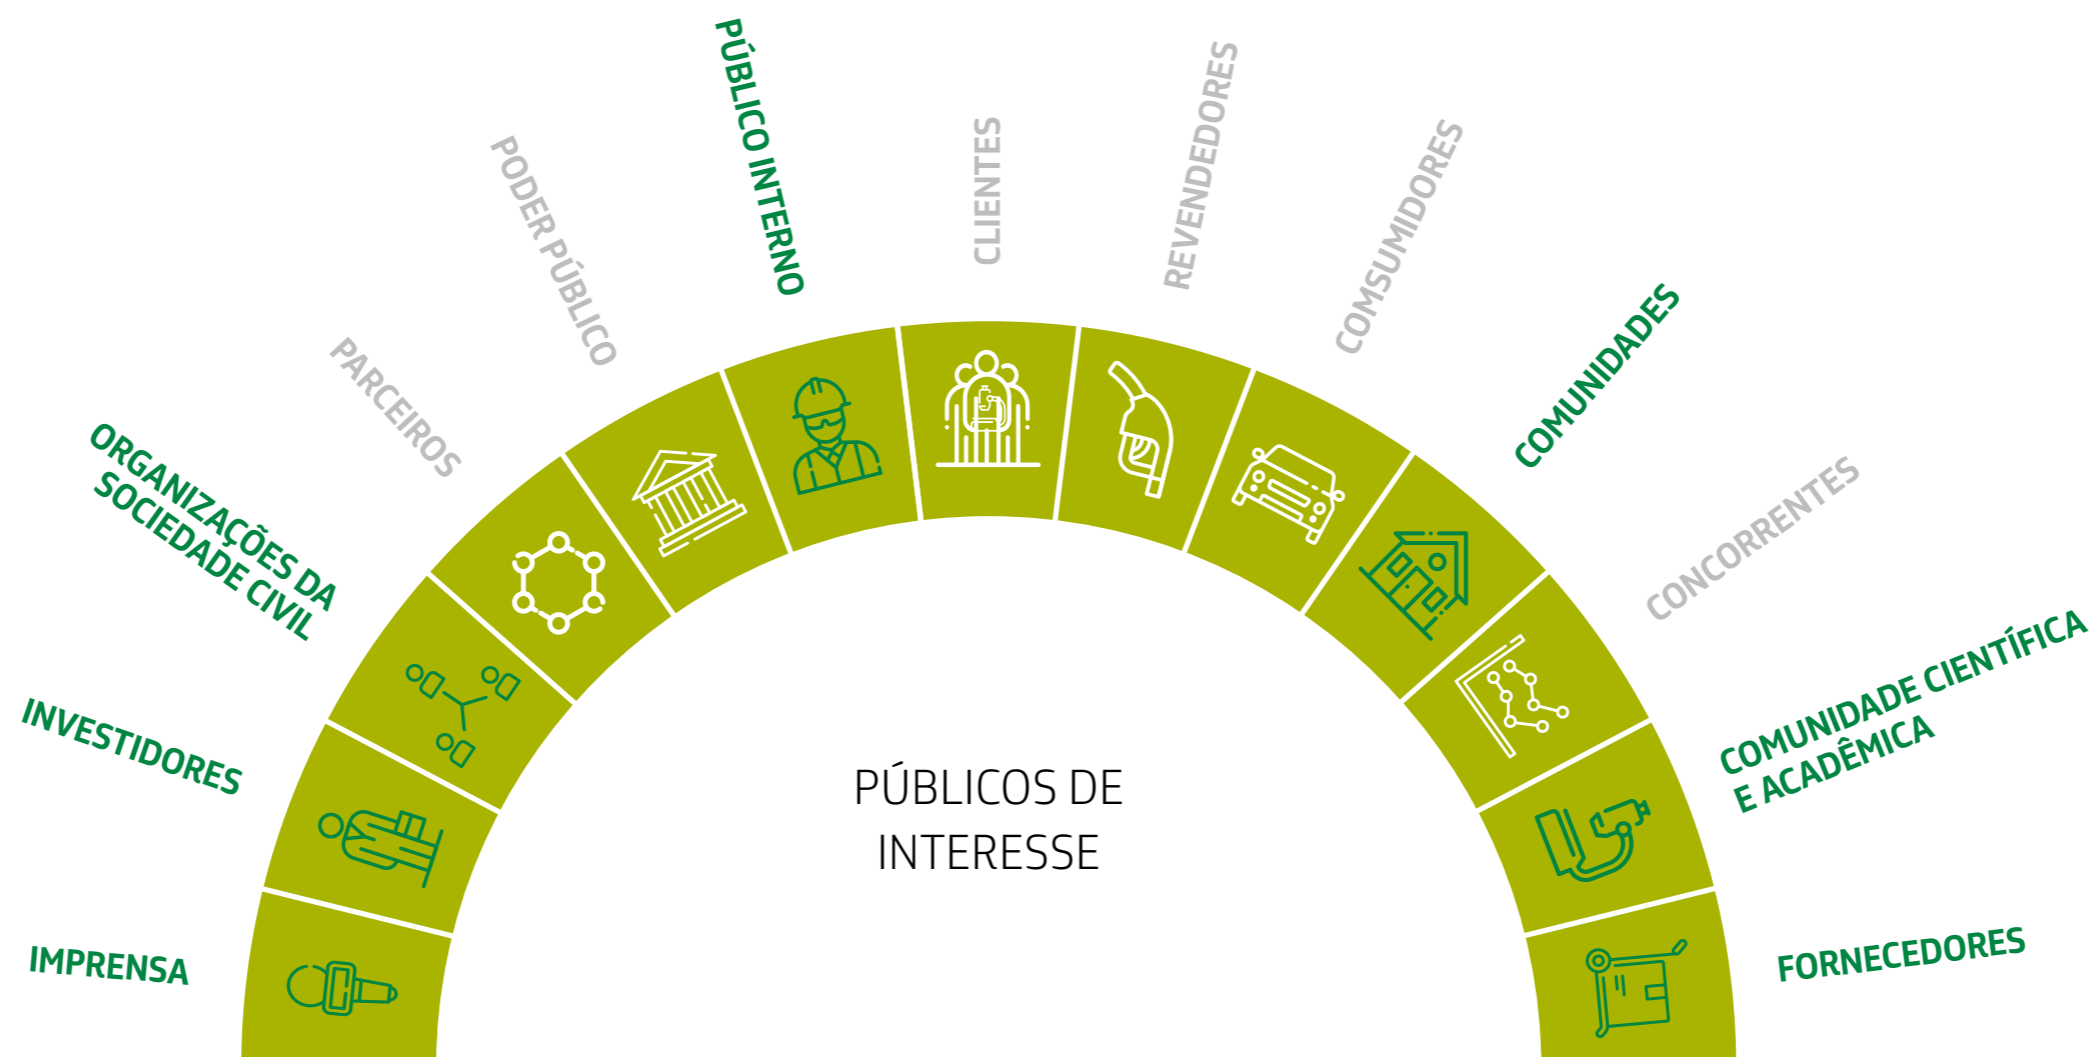 IMPRENSA
INVESTIDORES
ORGANIZAÇÕES DA
SOCIEDADE CIVIL
PARCEIROS
PODER PÚBLICO
PÚBLICO INTERNO
CLIENTES
REVENDEDORES
COMSUMIDORES
COMUNIDADES
CONCORRENTES
COMUNIDADE CIENTÍFICA
E ACADÊMICA
FORNECEDORES
PÚBLICOS DE
INTERESSE